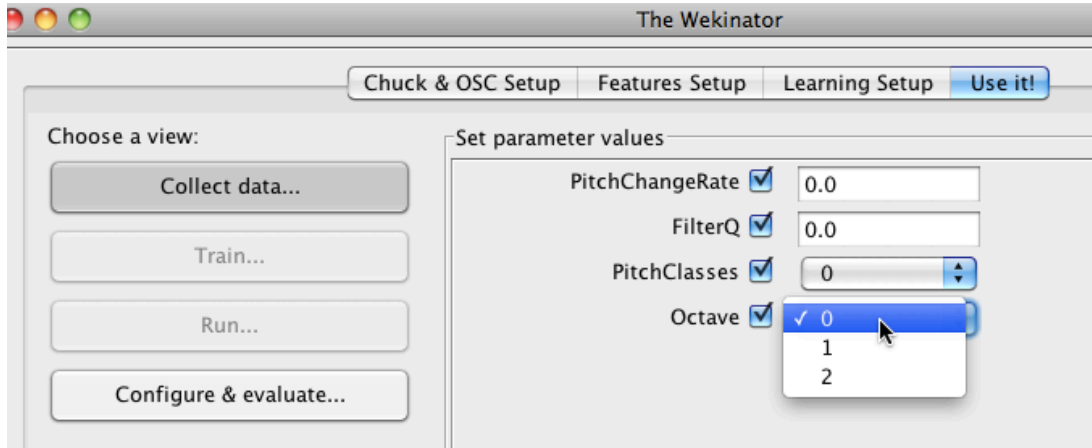 The Wekinator
Chuck & OSC Setup Features Setup Learning Setup Use it!
Choose a view:
Collect data...
Train...
Run...
Configure & evaluate...
Set parameter values
PitchChangeRate 0.0
FilterQ 0.0
PitchClasses 0
Octave ✓ 0
1
2